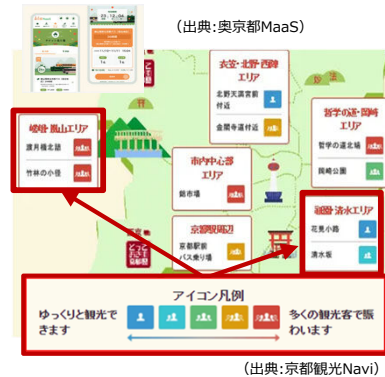 (出典:奥京都MaaS)
衣笠・北野・西陣
エリア
北野天満宮前
付近
金閣寺道付近
嵯峨・嵐山エリア
渡月橋北詰
竹林の小径
哲学の道・岡崎
エリア
哲学の道北端
岡崎公園
市内中心部
エリア
錦市場
祇園・清水エリア
花見小路
清水坂
京都駅周辺
京都駅前
バス乗り場
アイコン凡例
ゆっくりと観光で
きます
多くの観光客で賑
わいます
(出典:京都観光Navi)